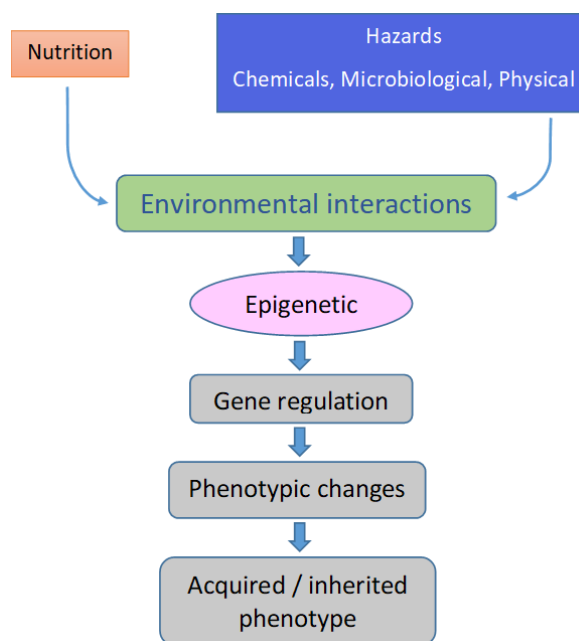 Nutrition
Hazards
Chemicals, Microbiological, Physical
Environmental interactions
Epigenetic
Gene regulation
Phenotypic changes
Acquired / inherited
phenotype